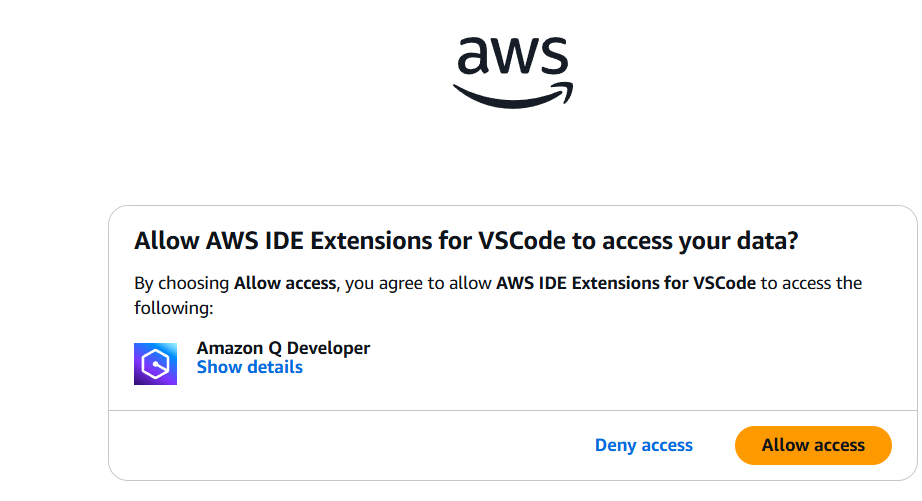 aws
Allow AWS IDE Extensions for VSCode to access your data?
By choosing Allow access, you agree to allow AWS IDE Extensions for VSCode to access the
following:
Amazon Q Developer
Show details
Deny access
Allow access